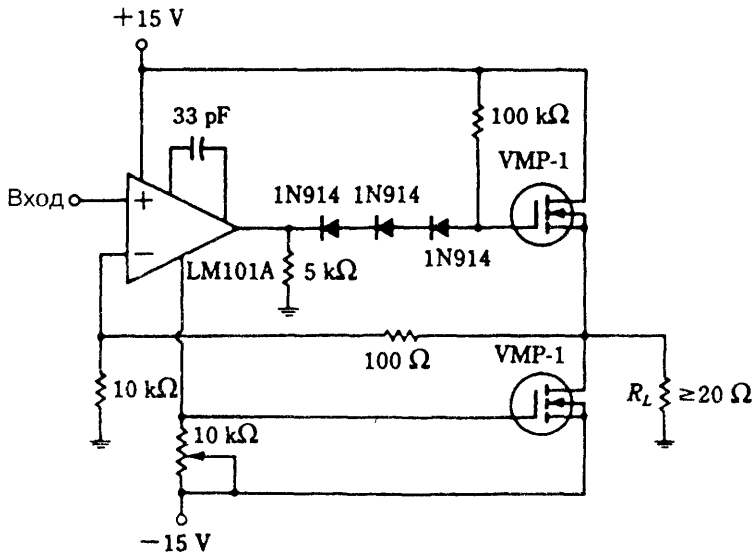 +15 V
33 pF
100 kΩ
VMP-1
Вход
+
1N914 1N914
−
1N914
LM101A
5 kΩ
100 Ω
VMP-1
10 kΩ
R_L ≥20 Ω
10 kΩ
−15 V